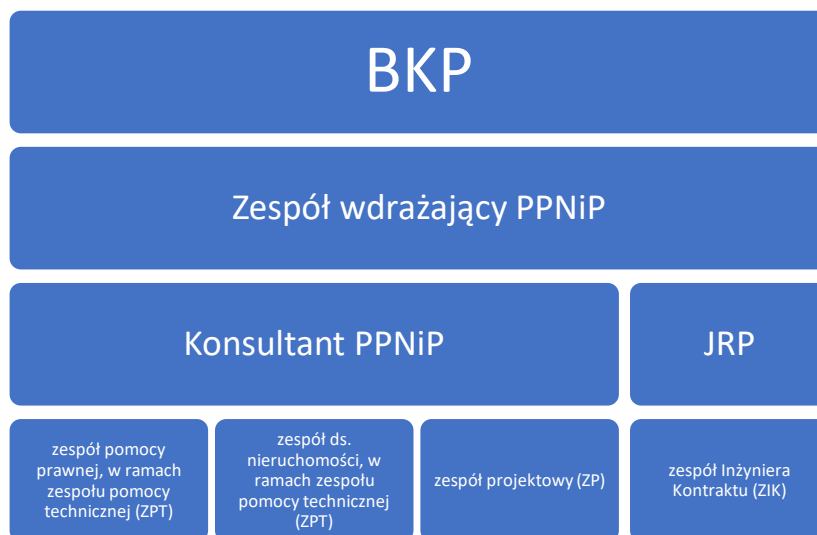 BKP
Zespół wdrażający PPNiP
Konsultant PPNiP
JRP
zespół pomocy
prawnej, w ramach
zespołu pomocy
technicznej (ZPT)
zespół ds.
nieruchomości, w
ramach zespołu
pomocy technicznej
(ZPT)
zespół projektowy (ZP)
zespół Inżyniera
Kontraktu (ZIK)